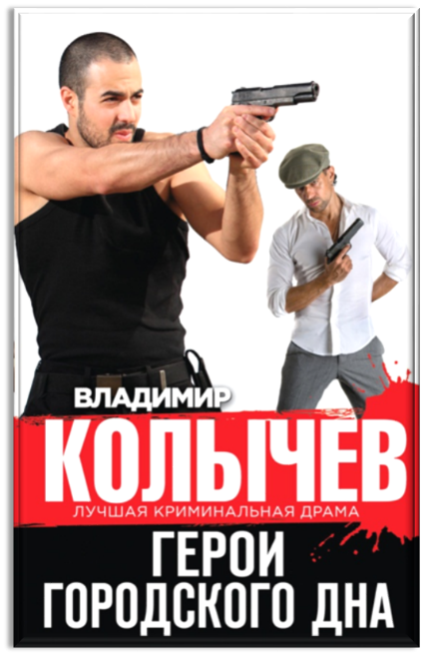 ВЛАДИМИР
КОЛЫЧЕВ
ЛУЧШАЯ КРИМИНАЛЬНАЯ ДРАМА
ГЕРОИ
ГОРОДСКОГО ДНА